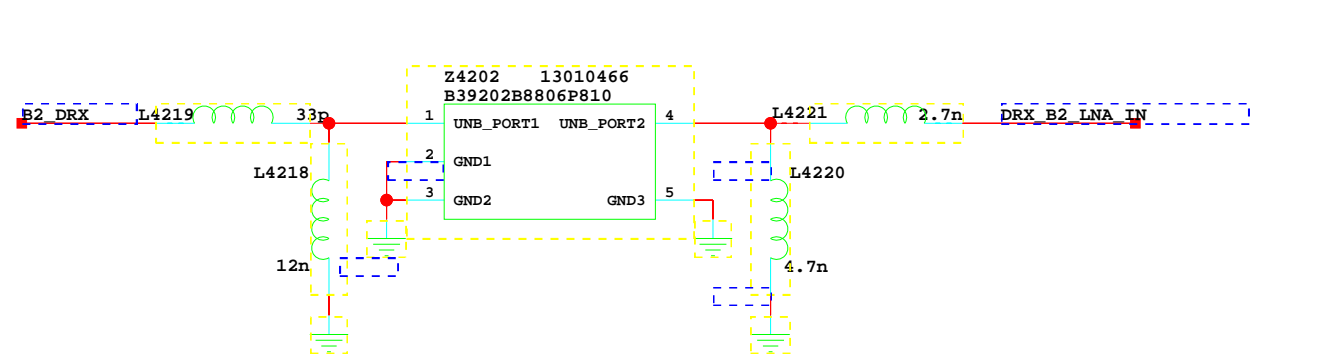 Z4202 13010466
B39202B8806P810
B2_DRX L4219 33p 1 UNB_PORT1 UNB_PORT2 4 L4221 2.7n DRX_B2_LNA_IN
2 GND1
L4218 L4220
3 GND2 GND3 5
12n 4.7n